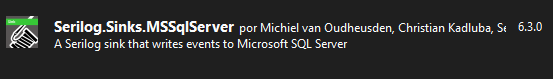 Serilog.Sinks.MSSqlServer por Michiel van Oudheusden, Christian Kadluba, Se 6.3.0
A Serilog sink that writes events to Microsoft SQL Server